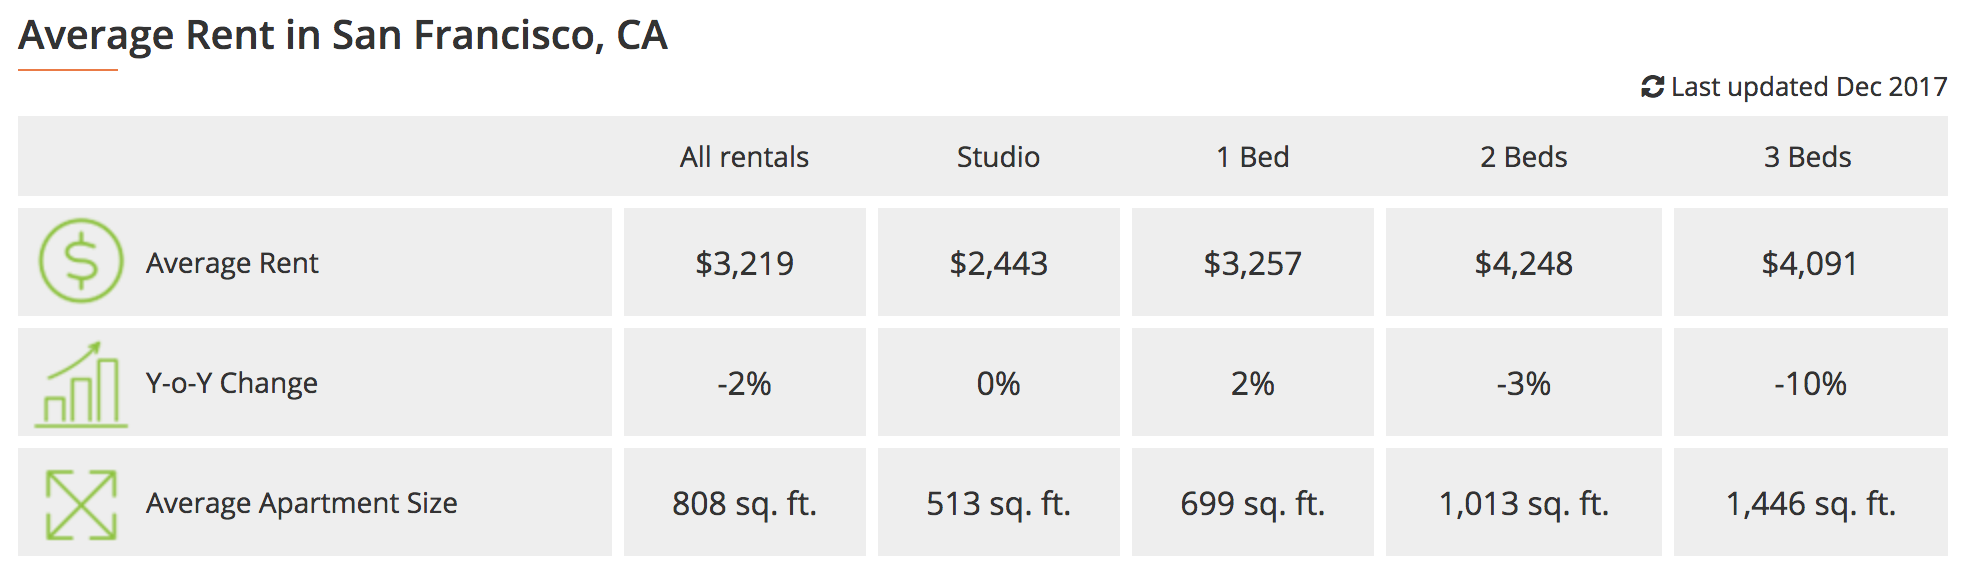 Average Rent in San Francisco, CA
Last updated Dec 2017
All rentals Studio 1 Bed 2 Beds 3 Beds
$
Average Rent $3,219 $2,443 $3,257 $4,248 $4,091
Y-o-Y Change -2% 0% 2% -3% -10%
Average Apartment Size 808 sq. ft. 513 sq. ft. 699 sq. ft. 1,013 sq. ft. 1,446 sq. ft.